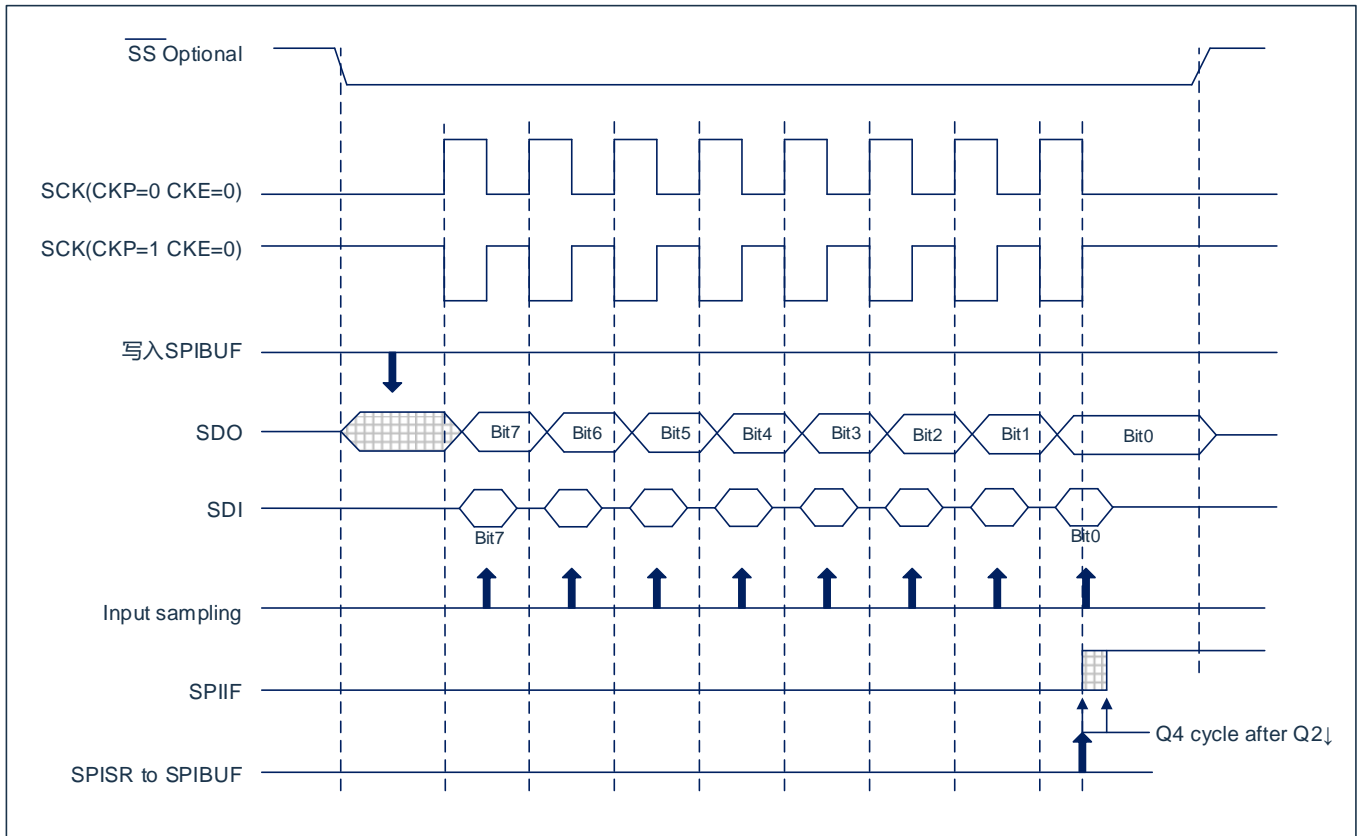 SS Optional
SCK(CKP=0 CKE=0)
SCK(CKP=1 CKE=0)
写入SPIBUF
SDO
Bit7 Bit6 Bit5 Bit4 Bit3 Bit2 Bit1 Bit0
SDI
Bit7 Bit0
Input sampling
SPIIF
Q4 cycle after Q2↓
SPISR to SPIBUF